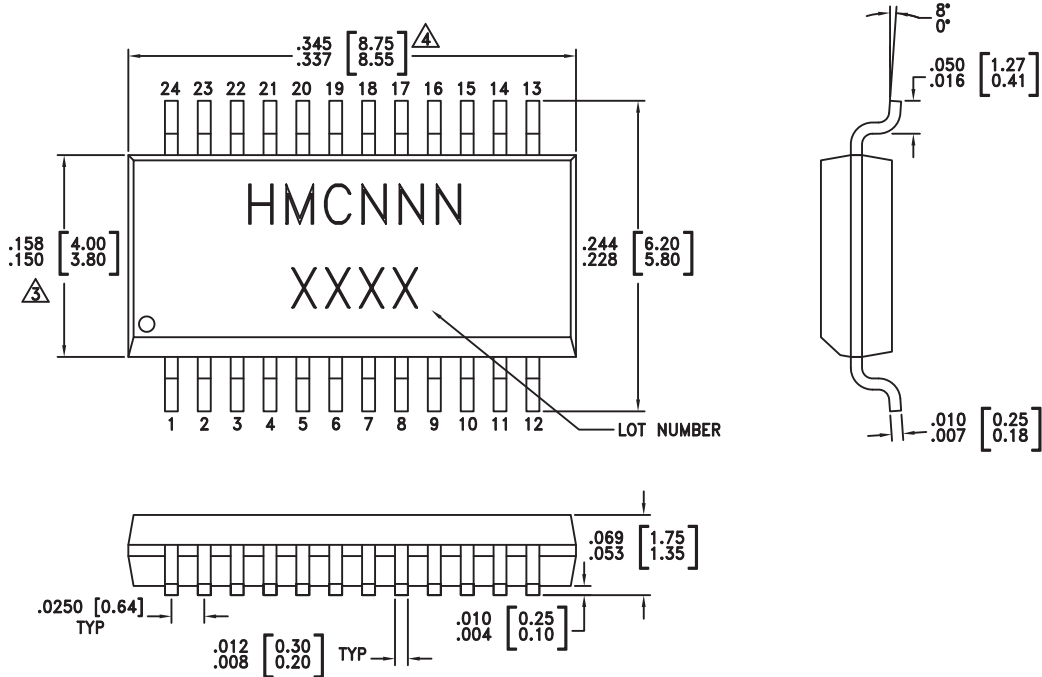 .345 [8.75] 4
.337 [8.55]
8°
0°
.050 [1.27]
.016 [0.41]
24 23 22 21 20 19 18 17 16 15 14 13
HMCNNN
.158 [4.00]
.150 [3.80]
3
.244 [6.20]
.228 [5.80]
XXXX
1 2 3 4 5 6 7 8 9 10 11 12
LOT NUMBER
.010 [0.25]
.007 [0.18]
.069 [1.75]
.053 [1.35]
.0250 [0.64]
TYP
.010 [0.25]
.004 [0.10]
.012 [0.30] TYP
.008 [0.20]